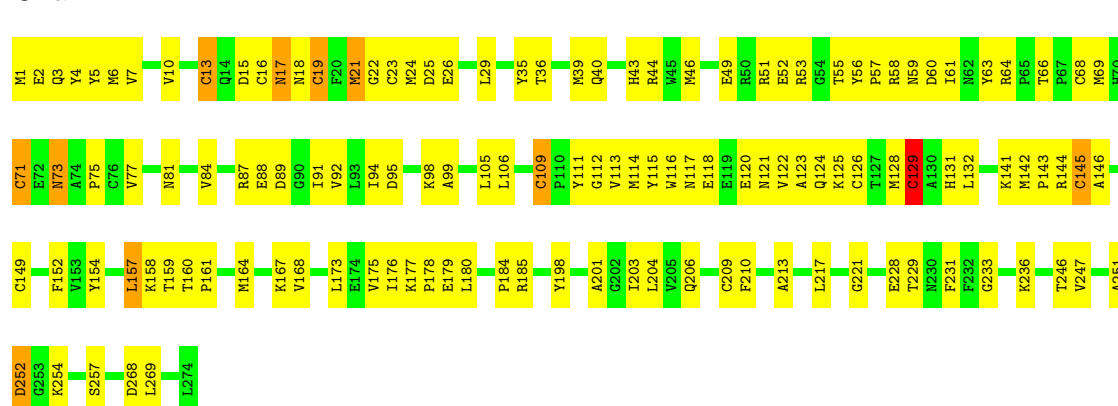 M1 E2 Q3 Y4 Y5 M6 V7 V10 C13 Q14 D15 C16 N17 N18 C19 F20 M21 G22 C23 M24 D25 E26 L29 Y35 T36 M39 Q40 H43 R44 W45 M46 E49 R50 R51 E52 R53 G54 T55 Y56 P57 R58 N59 D60 I61 N62 Y63 R64 P65 T66 P67 C68 M69 H70
C71 E72 N73 A74 P75 C76 V77 N81 V84 R87 E88 D89 G90 I91 V92 L93 I94 D95 K98 A99 L105 L106 C109 P110 Y111 G112 V113 M114 Y115 W116 N117 E118 E119 E120 N121 V122 A123 Q124 K125 C126 T127 M128 C129 A130 H131 L132 K141 M142 P143 R144 C145 A146
C149 F152 V153 Y154 L157 K158 T159 T160 P161 M164 K167 V168 L173 E174 V175 I176 K177 P178 E179 L180 P184 R185 Y198 A201 G202 I203 L204 V205 Q206 C209 F210 A213 L217 G221 E228 T229 N230 F231 F232 G233 K236 T246 V247 A251
D252 G253 K254 S257 D268 L269 L274